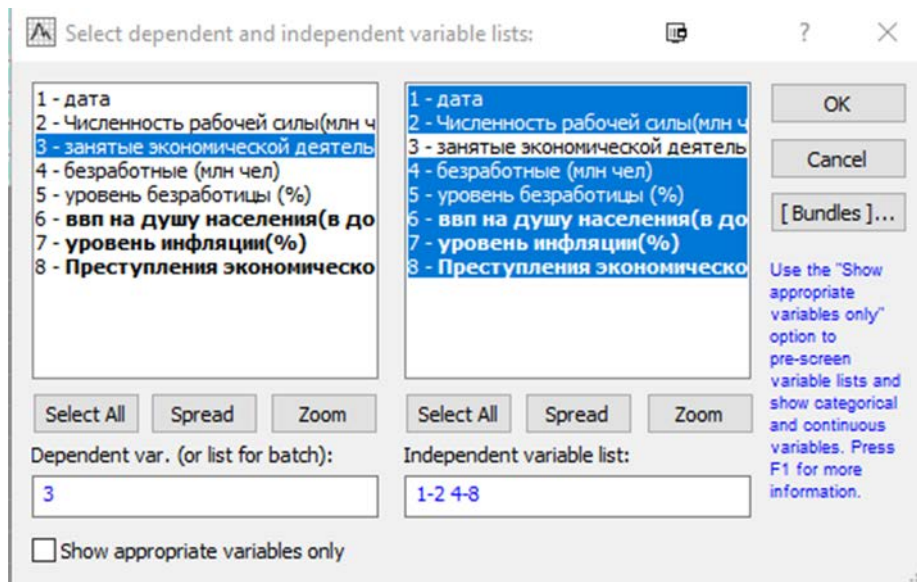 Select dependent and independent variable lists:
1 - дата
2 - Численность рабочей силы(млн ч
3 - занятые экономической деятель
4 - безработные (млн чел)
5 - уровень безработицы (%)
6 - ввп на душу населения(в до
7 - уровень инфляции(%)
8 - Преступления экономическо
Select All
Spread
Zoom
Dependent var. (or list for batch):
3
Show appropriate variables only
1 - дата
2 - Численность рабочей силы(млн ч
3 - занятые экономической деятель
4 - безработные (млн чел)
5 - уровень безработицы (%)
6 - ввп на душу населения(в до
7 - уровень инфляции(%)
8 - Преступления экономическо
Select All
Spread
Zoom
Independent variable list:
1-2 4-8
OK
Cancel
[ Bundles ]...
Use the "Show
appropriate
variables only"
option to
pre-screen
variable lists and
show categorical
and continuous
variables. Press
F1 for more
information.